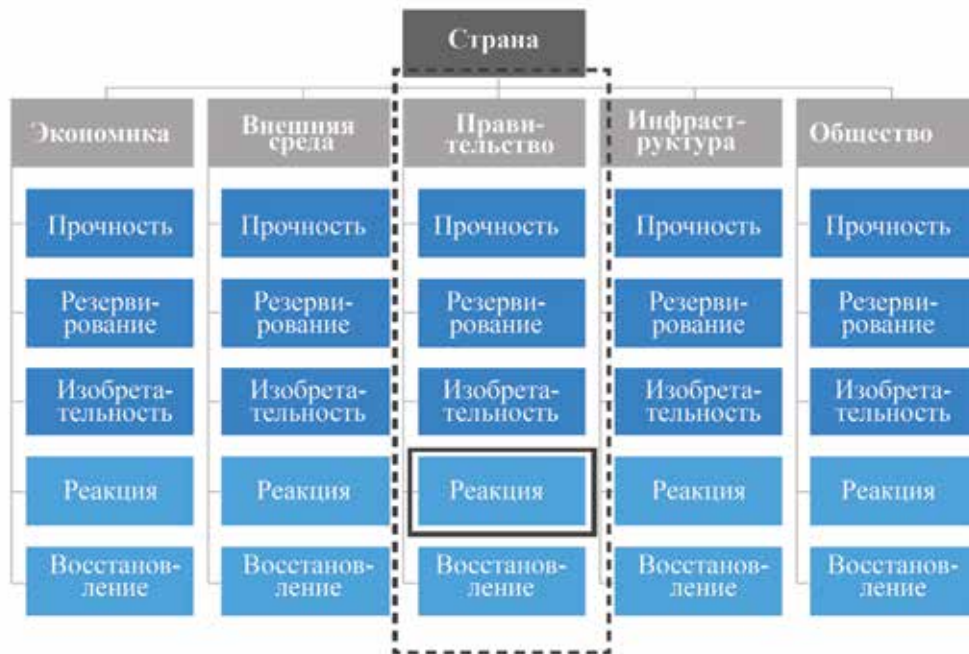 Страна
Экономика
Внешняя
среда
Прави-
тельство
Инфраст-
руктура
Общество
Прочность
Прочность
Прочность
Прочность
Прочность
Резерви-
рование
Резерви-
рование
Резерви-
рование
Резерви-
рование
Резерви-
рование
Изобрета-
тельность
Изобрета-
тельность
Изобрета-
тельность
Изобрета-
тельность
Изобрета-
тельность
Реакция
Реакция
Реакция
Реакция
Реакция
Восстанов-
ление
Восстанов-
ление
Восстанов-
ление
Восстанов-
ление
Восстанов-
ление